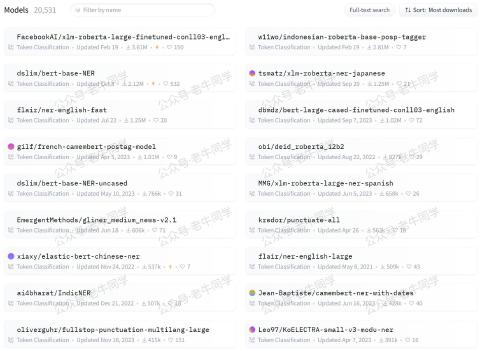 Models 20,531
Filter by name
Full-text search
Sort: Most downloads
FacebookAI/xlm-roberta-large-finetuned-conll03-engl…
Token Classification • Updated Feb 19 • 3.61M • 150
w11wo/indonesian-roberta-base-posp-tagger
Token Classification • Updated Feb 19 • 2.81M • 7
dslim/bert-base-NER
Token Classification • Updated Oct 8 • 2.12M • 532
tsmatz/xlm-roberta-ner-japanese
Token Classification • Updated Sep 29 • 1.25M • 21
flair/ner-english-fast
Token Classification • Updated Jul 23 • 1.25M • 20
dbmdz/bert-large-cased-finetuned-conll03-english
Token Classification • Updated Sep 7, 2023 • 1.02M • 72
gilf/french-camembert-postag-model
Token Classification • Updated Apr 5, 2023 • 1.01M • 9
obi/deid_roberta_i2b2
Token Classification • Updated Aug 22, 2022 • 827k • 29
dslim/bert-base-NER-uncased
Token Classification • Updated May 10, 2023 • 766k • 31
MMG/xlm-roberta-large-ner-spanish
Token Classification • Updated Jun 5, 2023 • 658k • 26
EmergentMethods/gliner_medium_news-v2.1
Token Classification • Updated Jun 18 • 606k • 71
kredor/punctuate-all
Token Classification • Updated Apr 26 • 563k • 18
xiaxy/elastic-bert-chinese-ner
Token Classification • Updated Nov 24, 2022 • 537k • 7
flair/ner-english-large
Token Classification • Updated May 8, 2021 • 509k • 43
ai4bharat/IndicNER
Token Classification • Updated Dec 21, 2022 • 507k
Jean-Baptiste/camembert-ner-with-dates
Token Classification • Updated Jun 16, 2023 • 40
oliverguhr/fullstop-punctuation-multilang-large
Token Classification • Updated Nov 16, 2023 • 415k • 131
Leo97/KoELECTRA-small-v3-modu-ner
Token Classification • Updated Apr 7, 2023 • 391k • 16
公众号·老牛同学